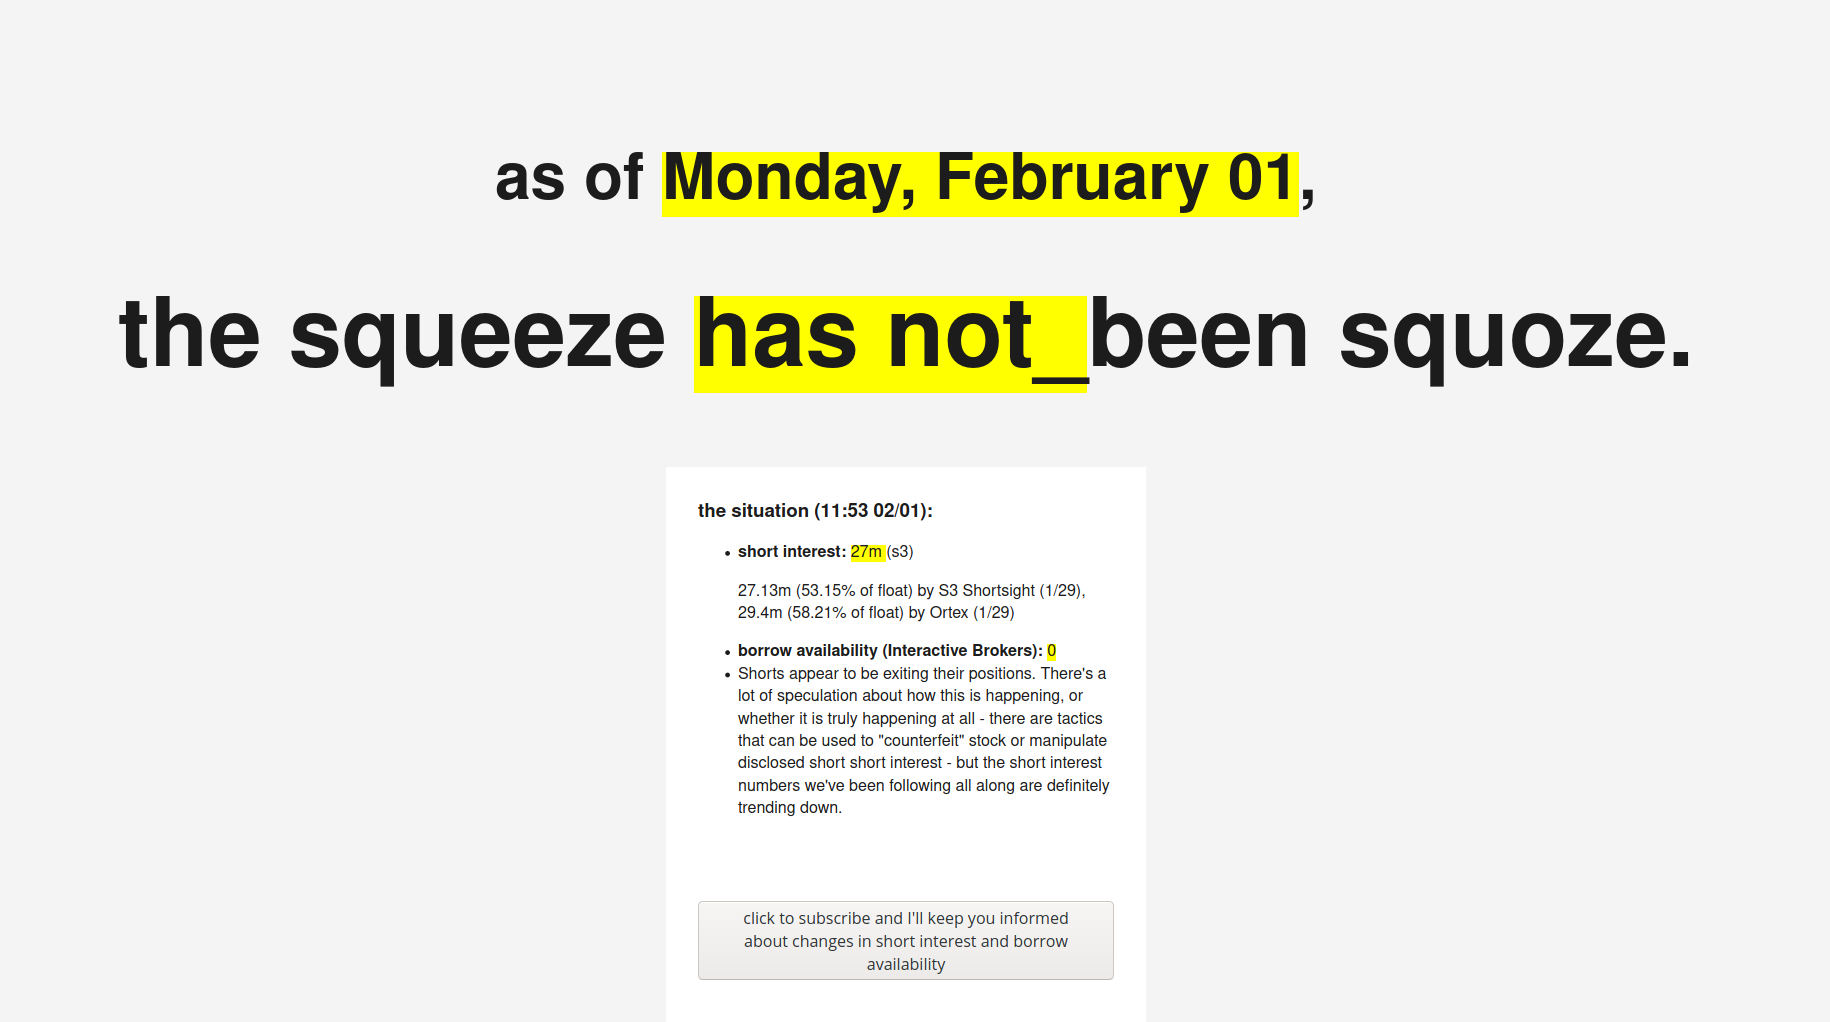 as of Monday, February 01,
the squeeze has not_been squoze.
the situation (11:53 02/01):
• short interest: 27m (s3)
27.13m (53.15% of float) by S3 Shortsight (1/29),
29.4m (58.21% of float) by Ortex (1/29)
• borrow availability (Interactive Brokers): 0
• Shorts appear to be exiting their positions. There's a
lot of speculation about how this is happening, or
whether it is truly happening at all - there are tactics
that can be used to "counterfeit" stock or manipulate
disclosed short short interest - but the short interest
numbers we've been following all along are definitely
trending down.
click to subscribe and I'll keep you informed
about changes in short interest and borrow
availability